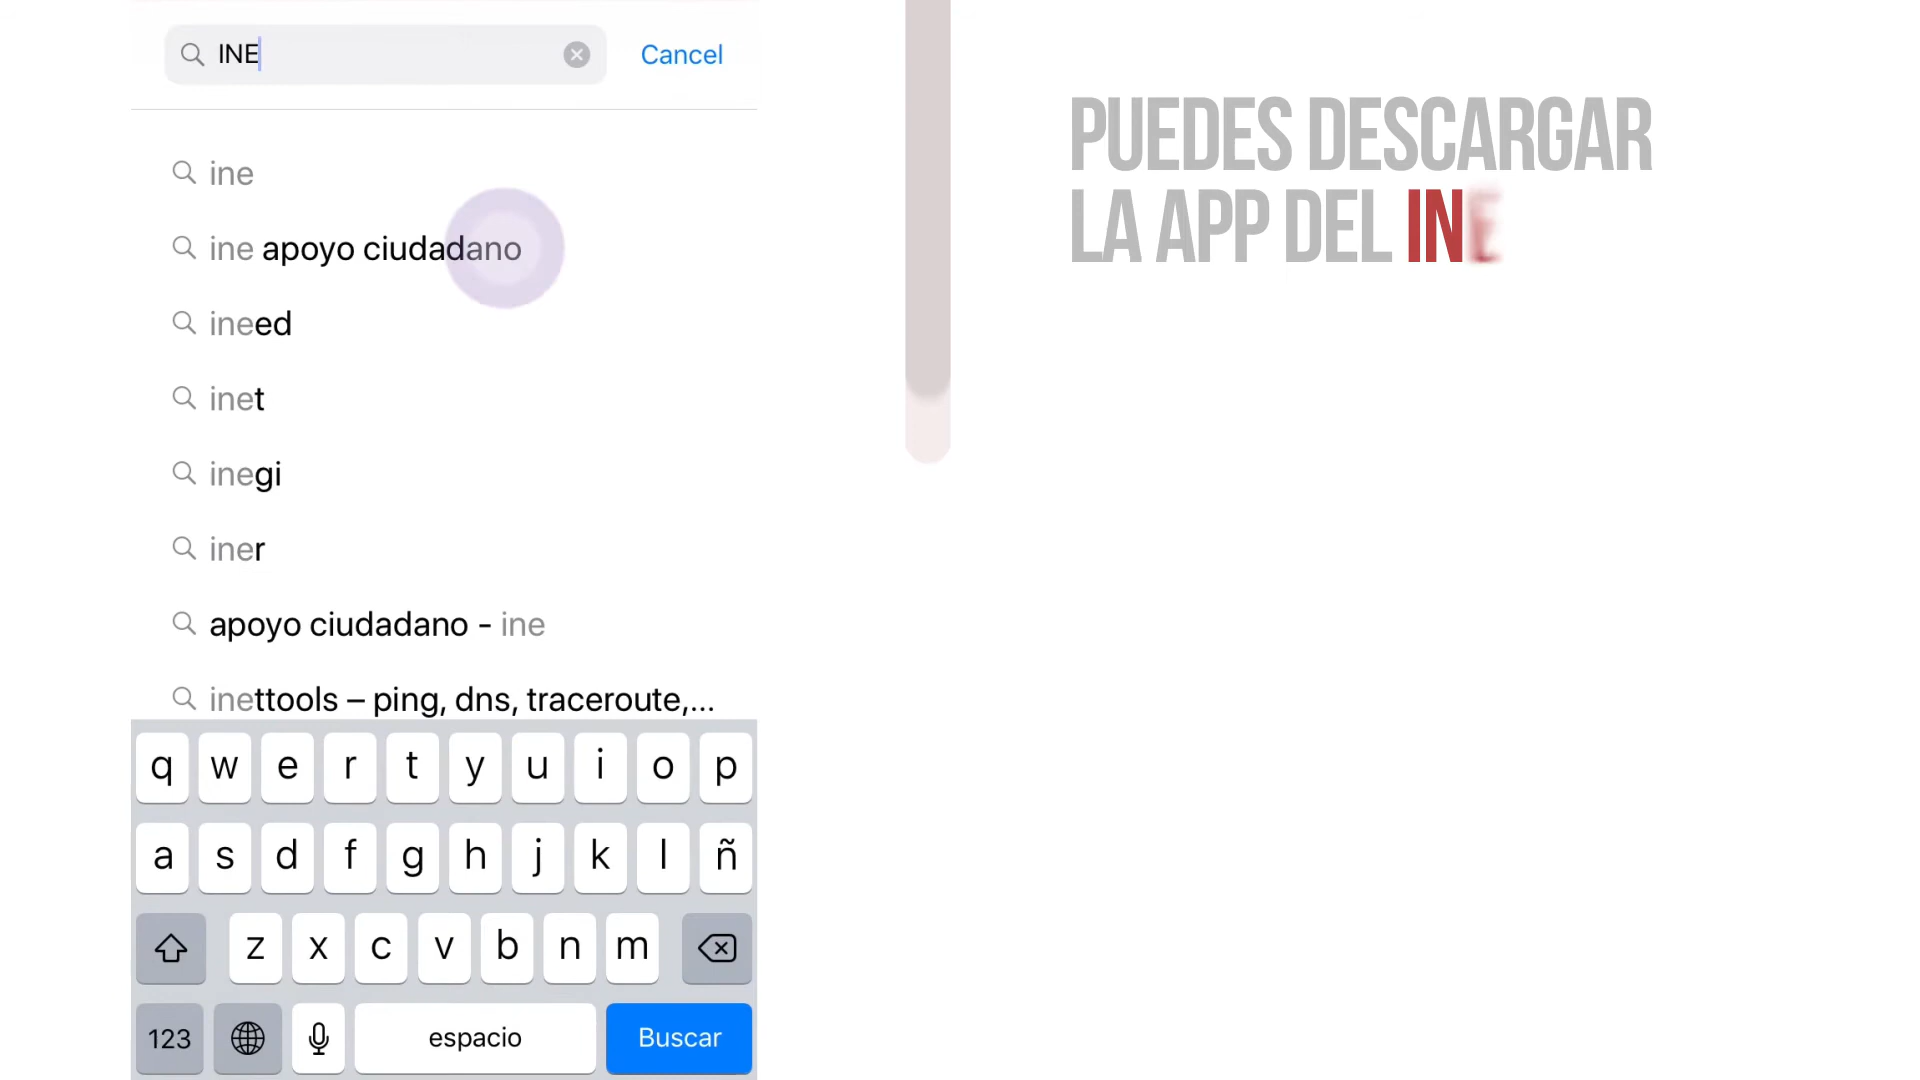 INE
Cancel
ine
ine apoyo ciudadano
ineed
inet
inegi
iner
apoyo ciudadano - ine
inettools – ping, dns, traceroute,...
q w e r t y u i o p
a s d f g h j k l ñ
z x c v b n m
123 espacio Buscar
PUEDES DESCARGAR
LA APP DEL INE